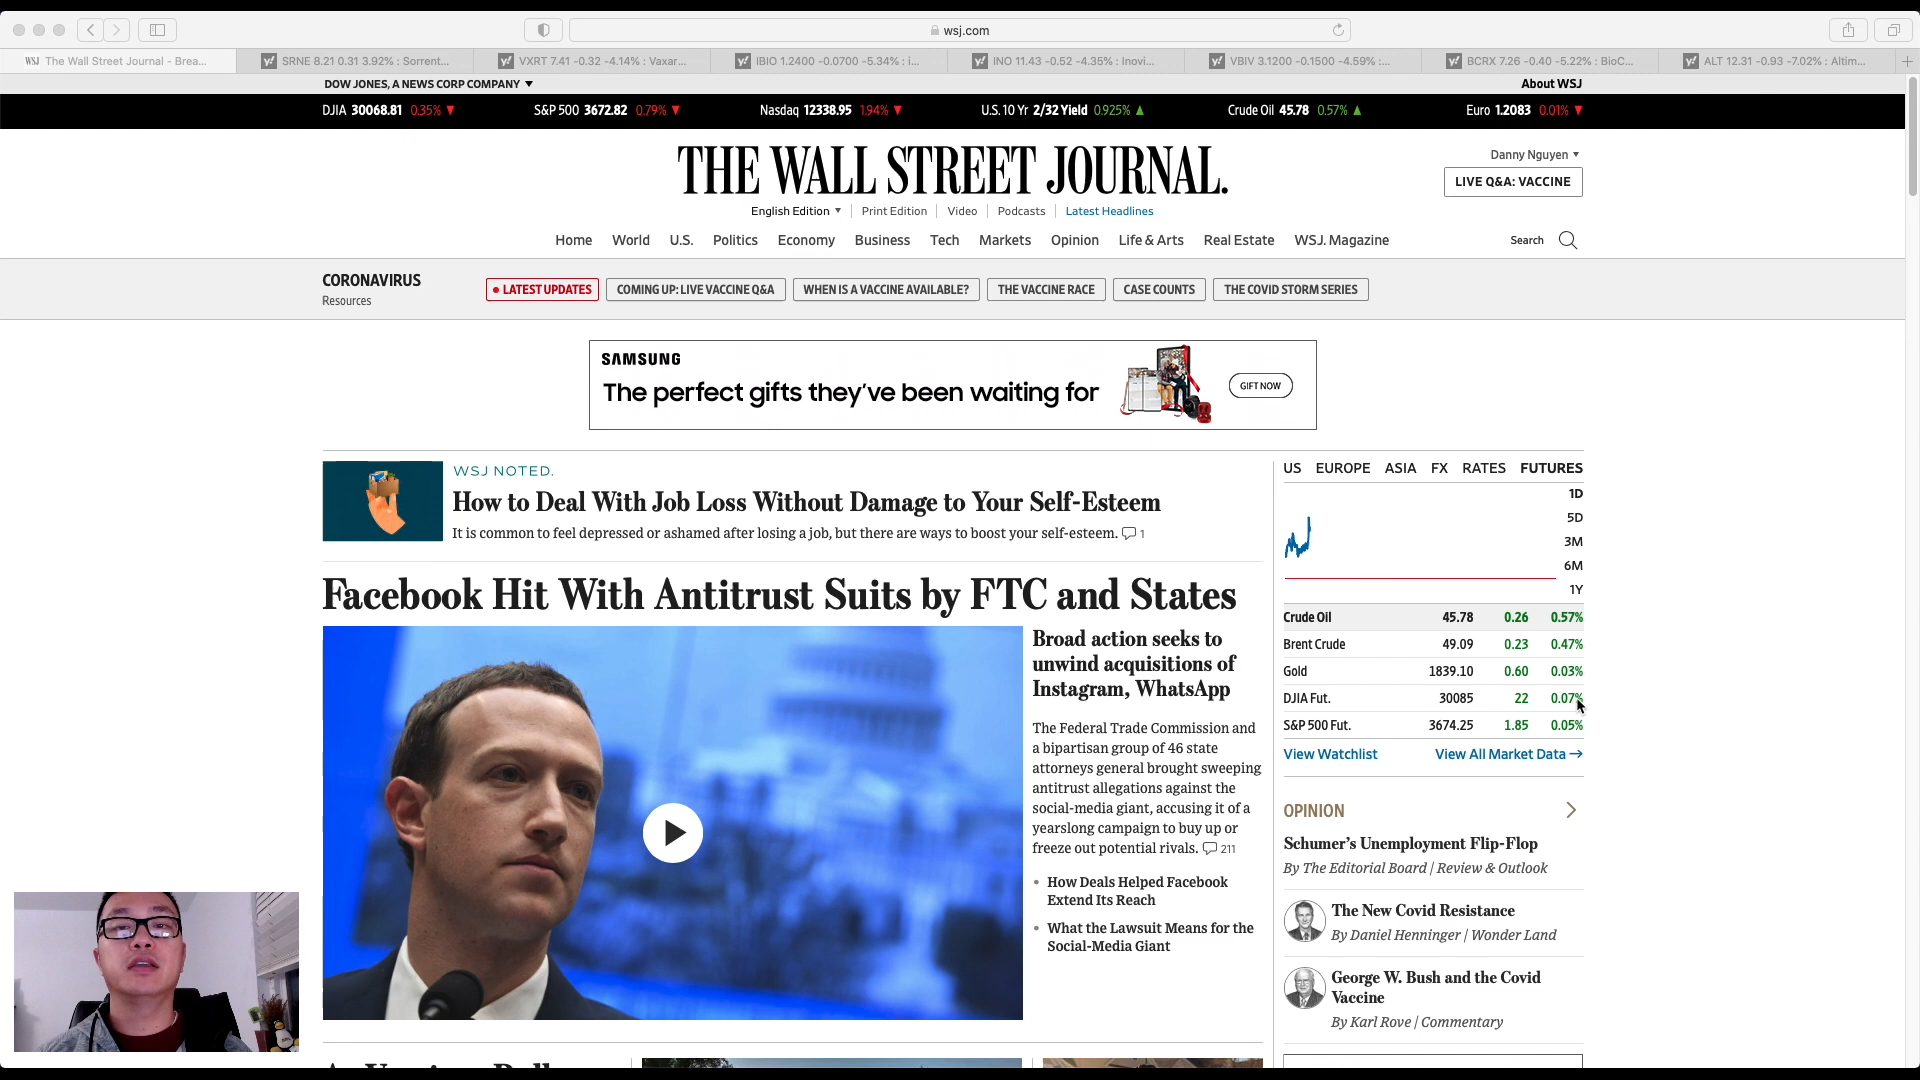 wsj.com
WSJ The Wall Street Journal - Brea...
SRNE 8.21 0.31 3.92% : Sorrent...
VXRT 7.41 -0.32 -4.14% : Vaxar...
IBIO 1.2400 -0.0700 -5.34% : i...
INO 11.43 -0.52 -4.35% : Inovi...
VBIV 3.1200 -0.1500 -4.59% :...
BCRX 7.26 -0.40 -5.22% : BioC...
ALT 12.31 -0.93 -7.02% : Altim...
DOW JONES, A NEWS CORP COMPANY
About WSJ
DJIA 30068.81 0.35%
S&P 500 3672.82 0.79%
Nasdaq 12338.95 1.94%
U.S. 10 Yr 2/32 Yield 0.925%
Crude Oil 45.78 0.57%
Euro 1.2083 0.01%
THE WALL STREET JOURNAL.
Danny Nguyen
LIVE Q&A: VACCINE
English Edition
Print Edition
Video
Podcasts
Latest Headlines
Home World U.S. Politics Economy Business Tech Markets Opinion Life & Arts Real Estate WSJ. Magazine
Search
CORONAVIRUS
Resources
LATEST UPDATES
COMING UP: LIVE VACCINE Q&A
WHEN IS A VACCINE AVAILABLE?
THE VACCINE RACE
CASE COUNTS
THE COVID STORM SERIES
SAMSUNG
The perfect gifts they've been waiting for
GIFT NOW
WSJ NOTED.
How to Deal With Job Loss Without Damage to Your Self-Esteem
It is common to feel depressed or ashamed after losing a job, but there are ways to boost your self-esteem. 1
Facebook Hit With Antitrust Suits by FTC and States
Broad action seeks to
unwind acquisitions of
Instagram, WhatsApp
The Federal Trade Commission and
a bipartisan group of 46 state
attorneys general brought sweeping
antitrust allegations against the
social-media giant, accusing it of a
yearslong campaign to buy up or
freeze out potential rivals. 211
• How Deals Helped Facebook
Extend Its Reach
• What the Lawsuit Means for the
Social-Media Giant
US EUROPE ASIA FX RATES FUTURES
1D
5D
3M
6M
1Y
Crude Oil 45.78 0.26 0.57%
Brent Crude 49.09 0.23 0.47%
Gold 1839.10 0.60 0.03%
DJIA Fut. 30085 22 0.07%
S&P 500 Fut. 3674.25 1.85 0.05%
View Watchlist
View All Market Data →
OPINION
Schumer's Unemployment Flip-Flop
By The Editorial Board | Review & Outlook
The New Covid Resistance
By Daniel Henninger | Wonder Land
George W. Bush and the Covid
Vaccine
By Karl Rove | Commentary